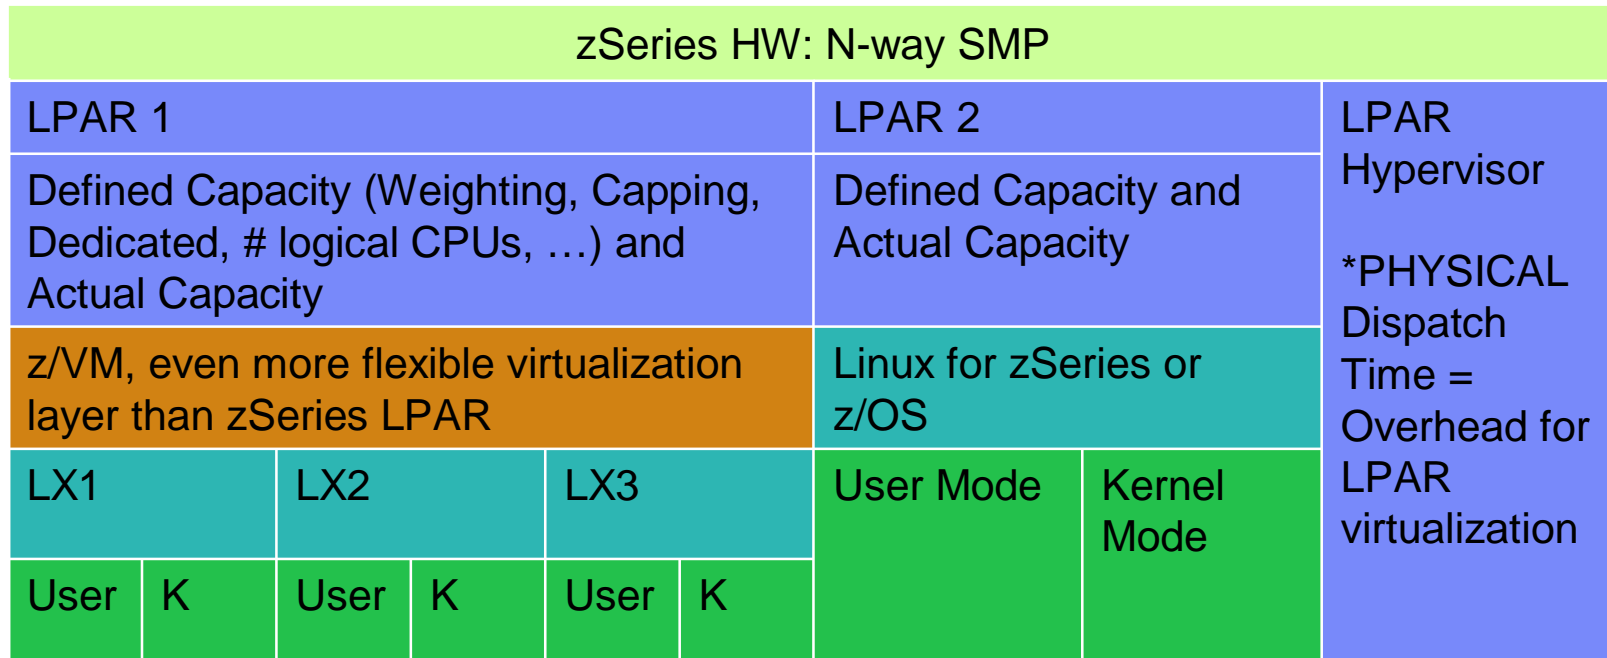 zSeries HW: N-way SMP
LPAR 1
Defined Capacity (Weighting, Capping,
Dedicated, # logical CPUs, …) and
Actual Capacity
z/VM, even more flexible virtualization
layer than zSeries LPAR
LX1
LX2
LX3
User
K
User
K
User
K
LPAR 2
Defined Capacity and
Actual Capacity
Linux for zSeries or
z/OS
User Mode
Kernel
Mode
LPAR
Hypervisor
*PHYSICAL
Dispatch
Time =
Overhead for
LPAR
virtualization